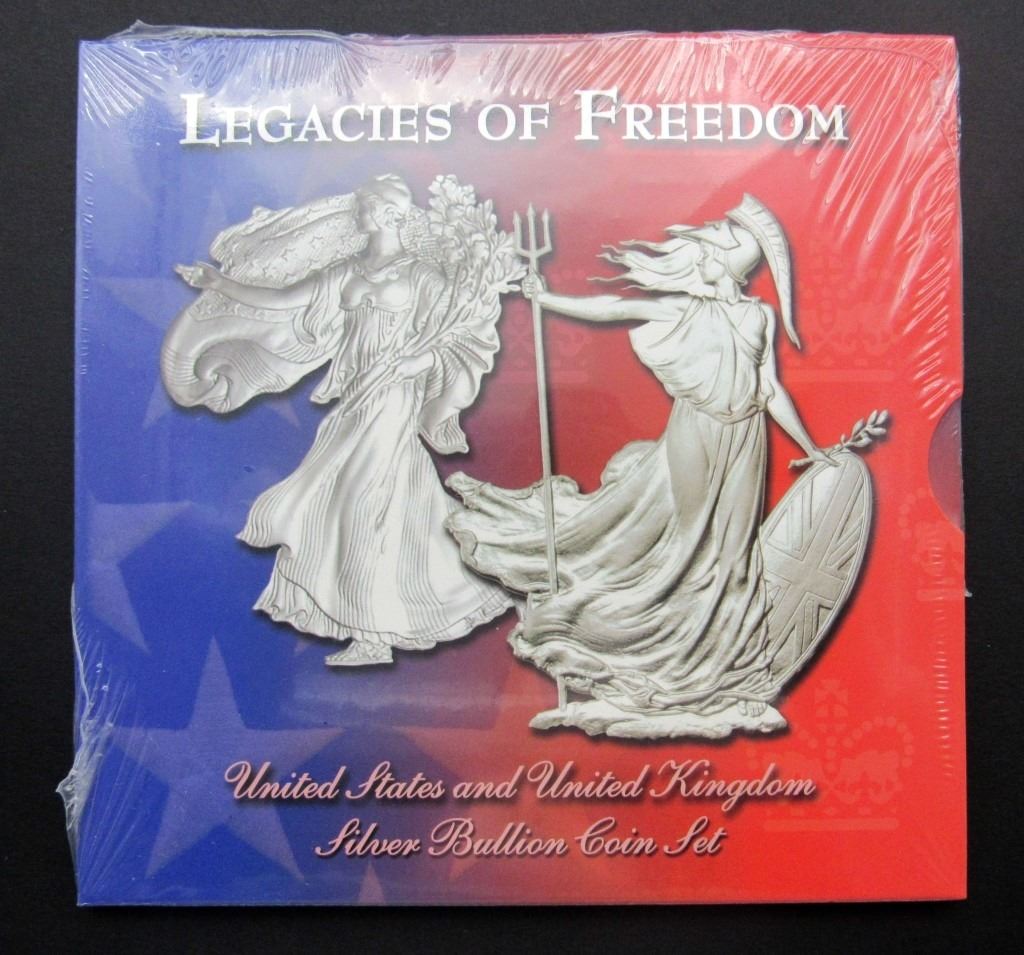 LEGACIES OF FREEDOM
United States and United Kingdom
Silver Bullion Coin Set